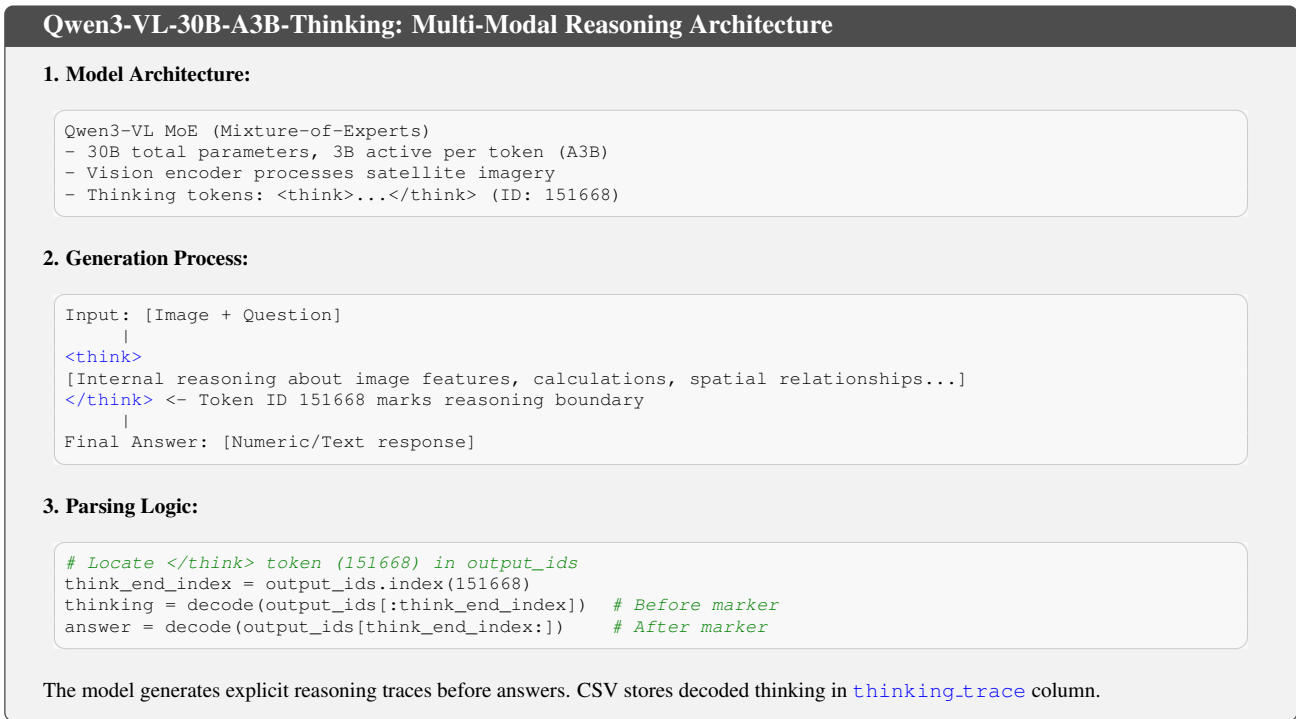 Qwen3-VL-30B-A3B-Thinking: Multi-Modal Reasoning Architecture
1. Model Architecture:
Qwen3-VL MoE (Mixture-of-Experts)
- 30B total parameters, 3B active per token (A3B)
- Vision encoder processes satellite imagery
- Thinking tokens: <think>...</think> (ID: 151668)
2. Generation Process:
Input: [Image + Question]
|
<think>
[Internal reasoning about image features, calculations, spatial relationships...]
</think> <- Token ID 151668 marks reasoning boundary
|
Final Answer: [Numeric/Text response]
3. Parsing Logic:
# Locate </think> token (151668) in output_ids
think_end_index = output_ids.index(151668)
thinking = decode(output_ids[:think_end_index])  # Before marker
answer = decode(output_ids[think_end_index:])    # After marker
The model generates explicit reasoning traces before answers. CSV stores decoded thinking in thinking_trace column.